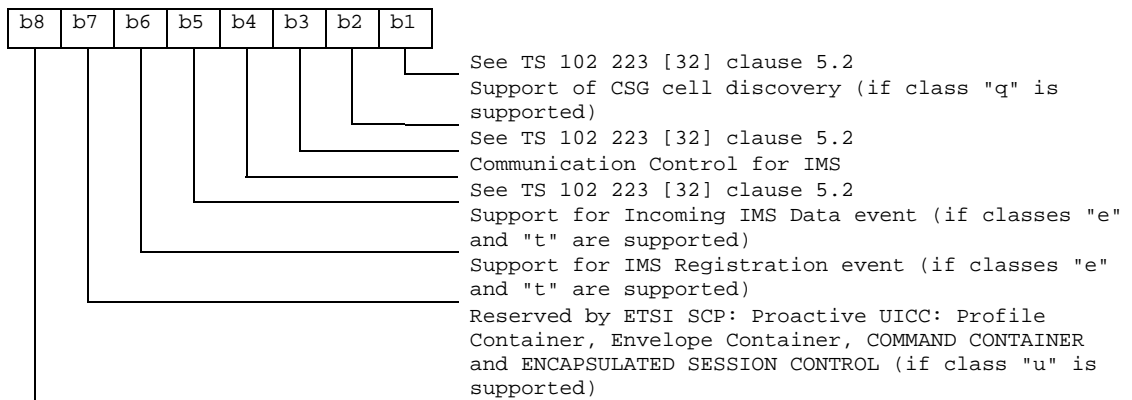 b8 b7 b6 b5 b4 b3 b2 b1
See TS 102 223 [32] clause 5.2
Support of CSG cell discovery (if class "q" is
supported)
See TS 102 223 [32] clause 5.2
Communication Control for IMS
See TS 102 223 [32] clause 5.2
Support for Incoming IMS Data event (if classes "e"
and "t" are supported)
Support for IMS Registration event (if classes "e"
and "t" are supported)
Reserved by ETSI SCP: Proactive UICC: Profile
Container, Envelope Container, COMMAND CONTAINER
and ENCAPSULATED SESSION CONTROL (if class "u" is
supported)